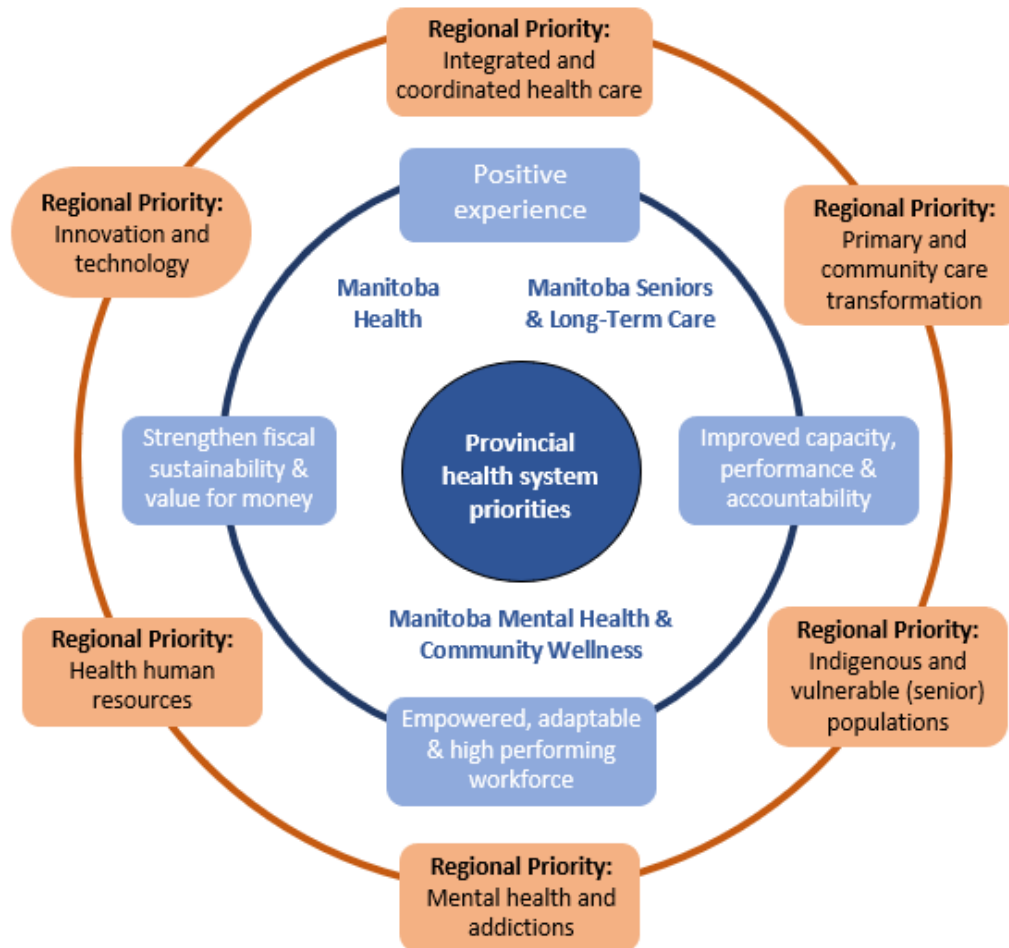 Regional Priority:
Integrated and
coordinated health care
Positive
experience
Regional Priority:
Innovation and
technology
Regional Priority:
Primary and
community care
transformation
Manitoba
Health
Manitoba Seniors
& Long-Term Care
Strengthen fiscal
sustainability &
value for money
Provincial
health system
priorities
Improved capacity,
performance &
accountability
Manitoba Mental Health &
Community Wellness
Regional Priority:
Health human
resources
Regional Priority:
Indigenous and
vulnerable (senior)
populations
Empowered, adaptable
& high performing
workforce
Regional Priority:
Mental health and
addictions